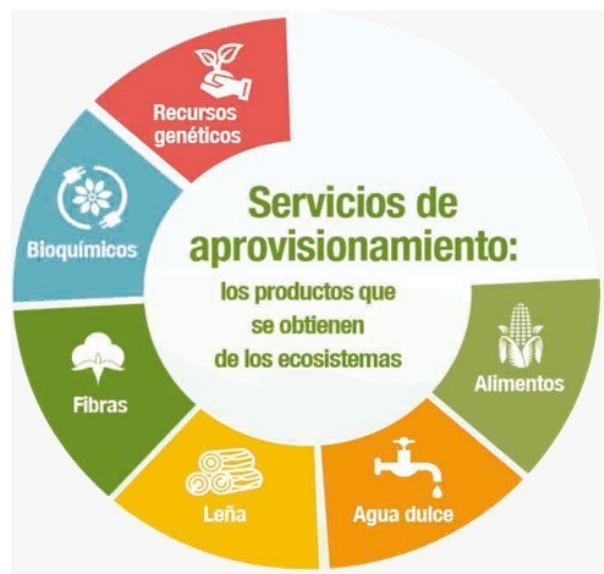 Servicios de
aprovisionamiento:
los productos que
se obtienen
de los ecosistemas
Recursos
genéticos
Bioquímicos
Fibras
Leña
Agua dulce
Alimentos